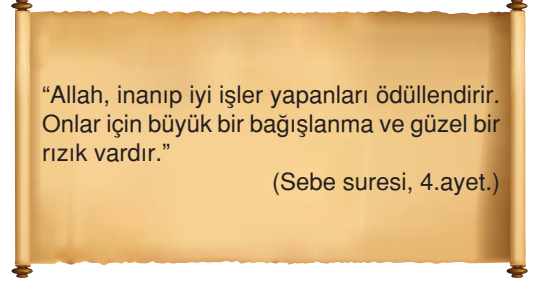 “Allah, inanıp iyi işler yapanları ödüllendirir.
Onlar için büyük bir bağışlanma ve güzel bir
rızık vardır.”
(Sebe suresi, 4.ayet.)